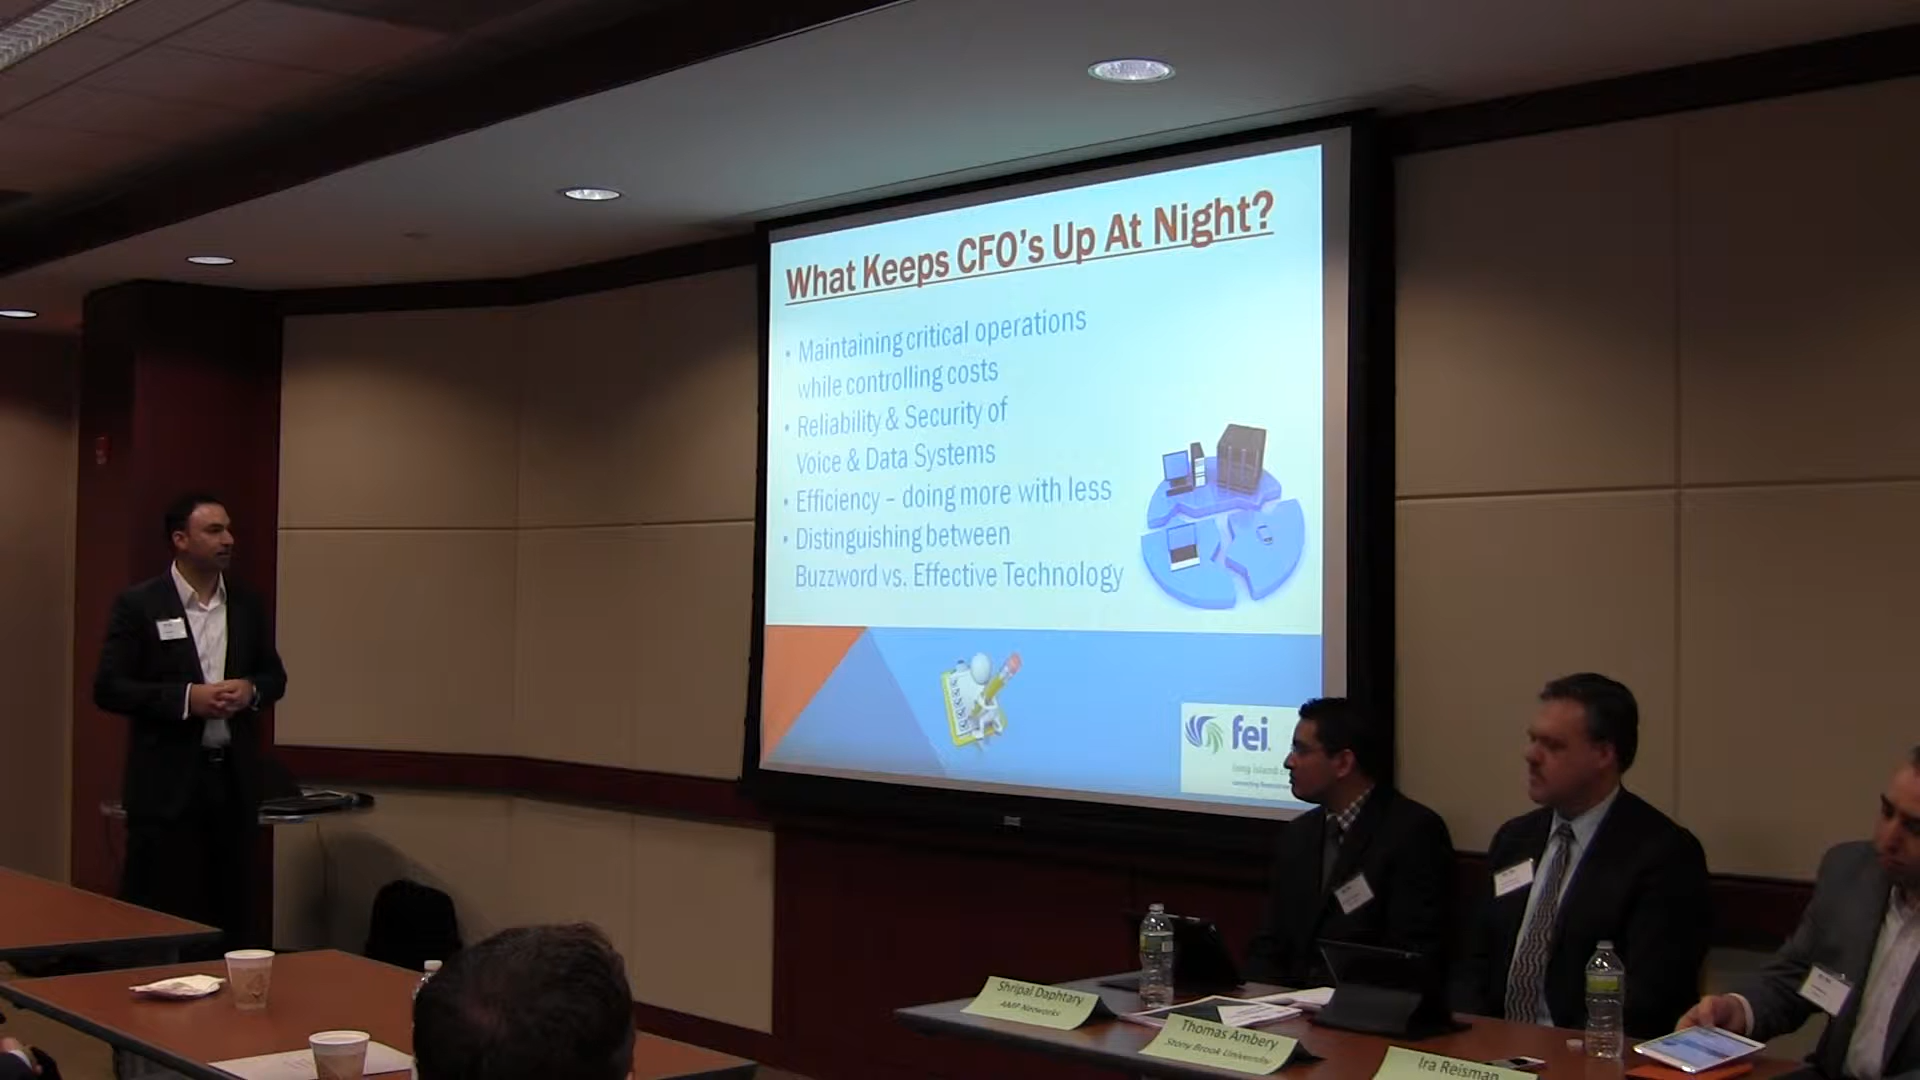 What Keeps CFO's Up At Night?
• Maintaining critical operations
while controlling costs
• Reliability & Security of
Voice & Data Systems
• Efficiency – doing more with less
• Distinguishing between
Buzzword vs. Effective Technology
fei
long island
Shripal Daphtary
AMP Networks
Thomas Ambery
Stony Brook University
Ira Reisman